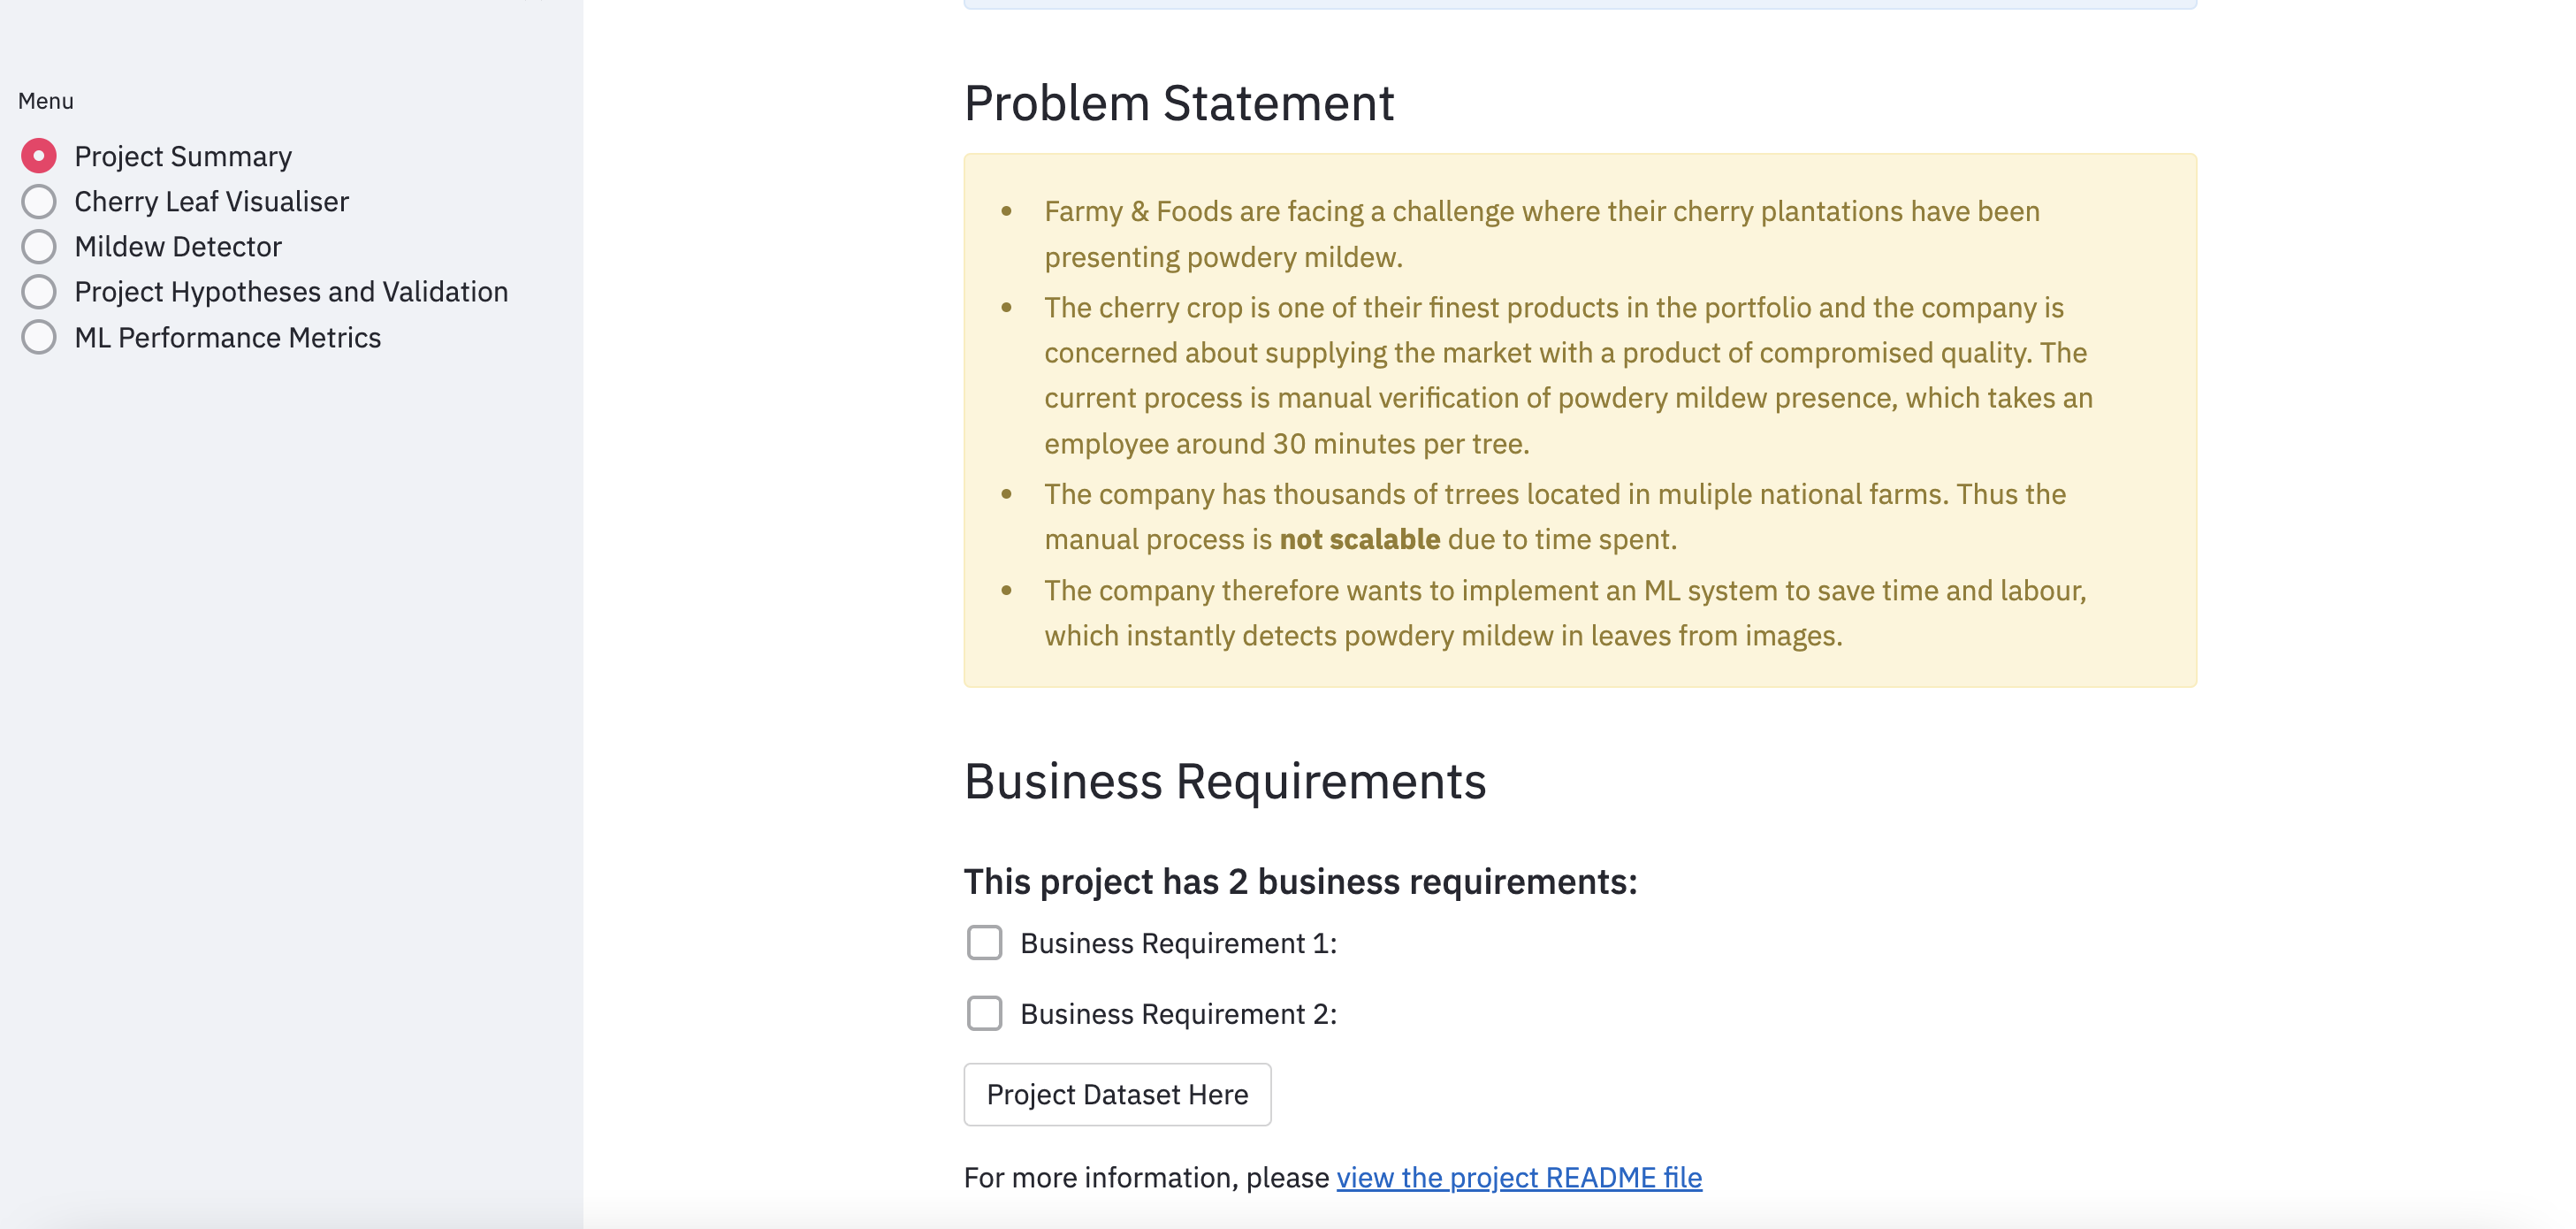 Menu
Project Summary
Cherry Leaf Visualiser
Mildew Detector
Project Hypotheses and Validation
ML Performance Metrics
Problem Statement
Farmy & Foods are facing a challenge where their cherry plantations have been
presenting powdery mildew.
The cherry crop is one of their finest products in the portfolio and the company is
concerned about supplying the market with a product of compromised quality. The
current process is manual verification of powdery mildew presence, which takes an
employee around 30 minutes per tree.
The company has thousands of trrees located in muliple national farms. Thus the
manual process is not scalable due to time spent.
The company therefore wants to implement an ML system to save time and labour,
which instantly detects powdery mildew in leaves from images.
Business Requirements
This project has 2 business requirements:
Business Requirement 1:
Business Requirement 2:
Project Dataset Here
For more information, please view the project README file